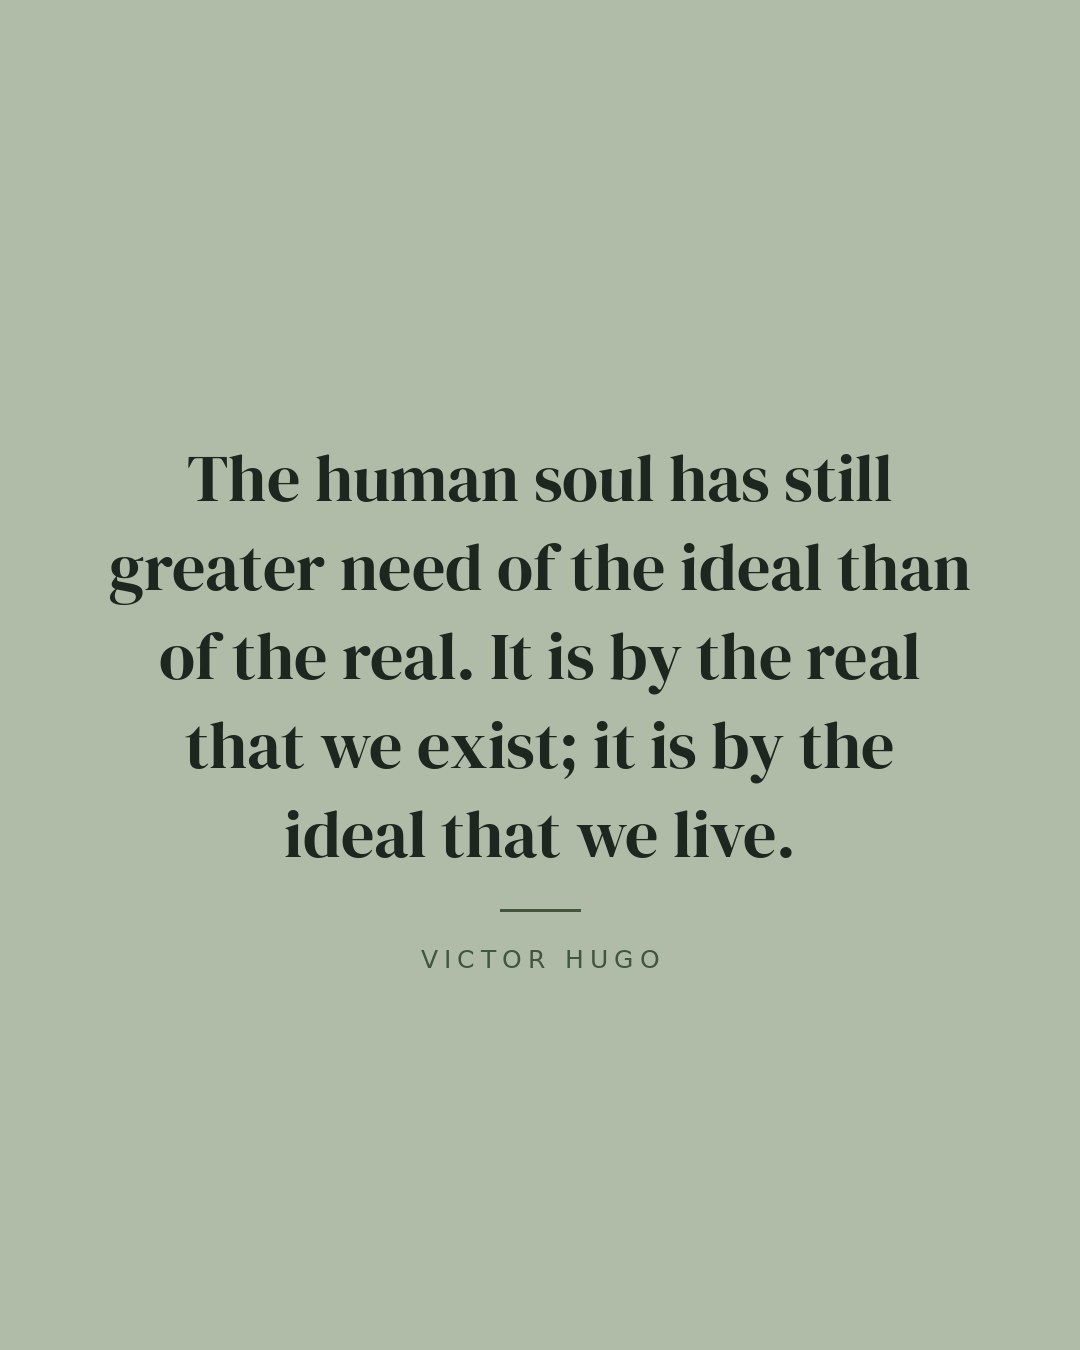 The human soul has still
greater need of the ideal than
of the real. It is by the real
that we exist; it is by the
ideal that we live.
VICTOR HUGO